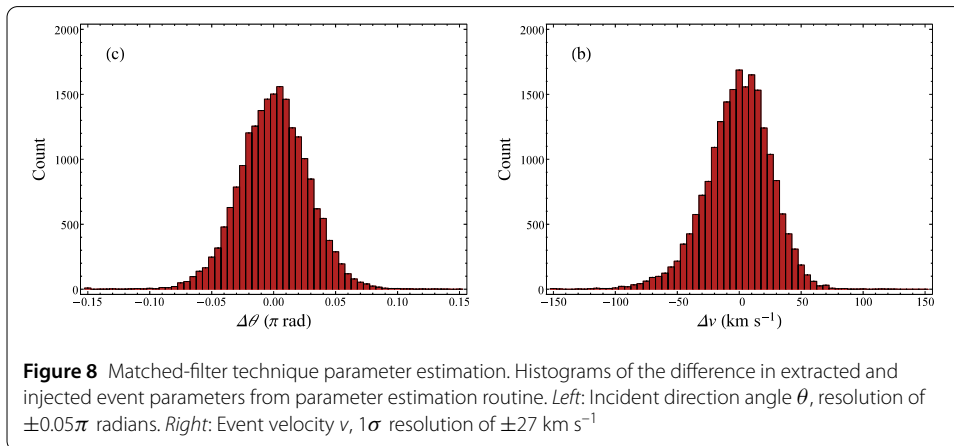 2000
1500
1000
500
0
Count
(c)
−0.15 −0.10 −0.05 0.00 0.05 0.10 0.15
Δθ (π rad)
2000
1500
1000
500
0
Count
(b)
−150 −100 −50 0 50 100 150
Δv (km s⁻¹)
Figure 8 Matched-filter technique parameter estimation. Histograms of the difference in extracted and
injected event parameters from parameter estimation routine. Left: Incident direction angle θ, resolution of
±0.05π radians. Right: Event velocity v, 1σ resolution of ±27 km s⁻¹